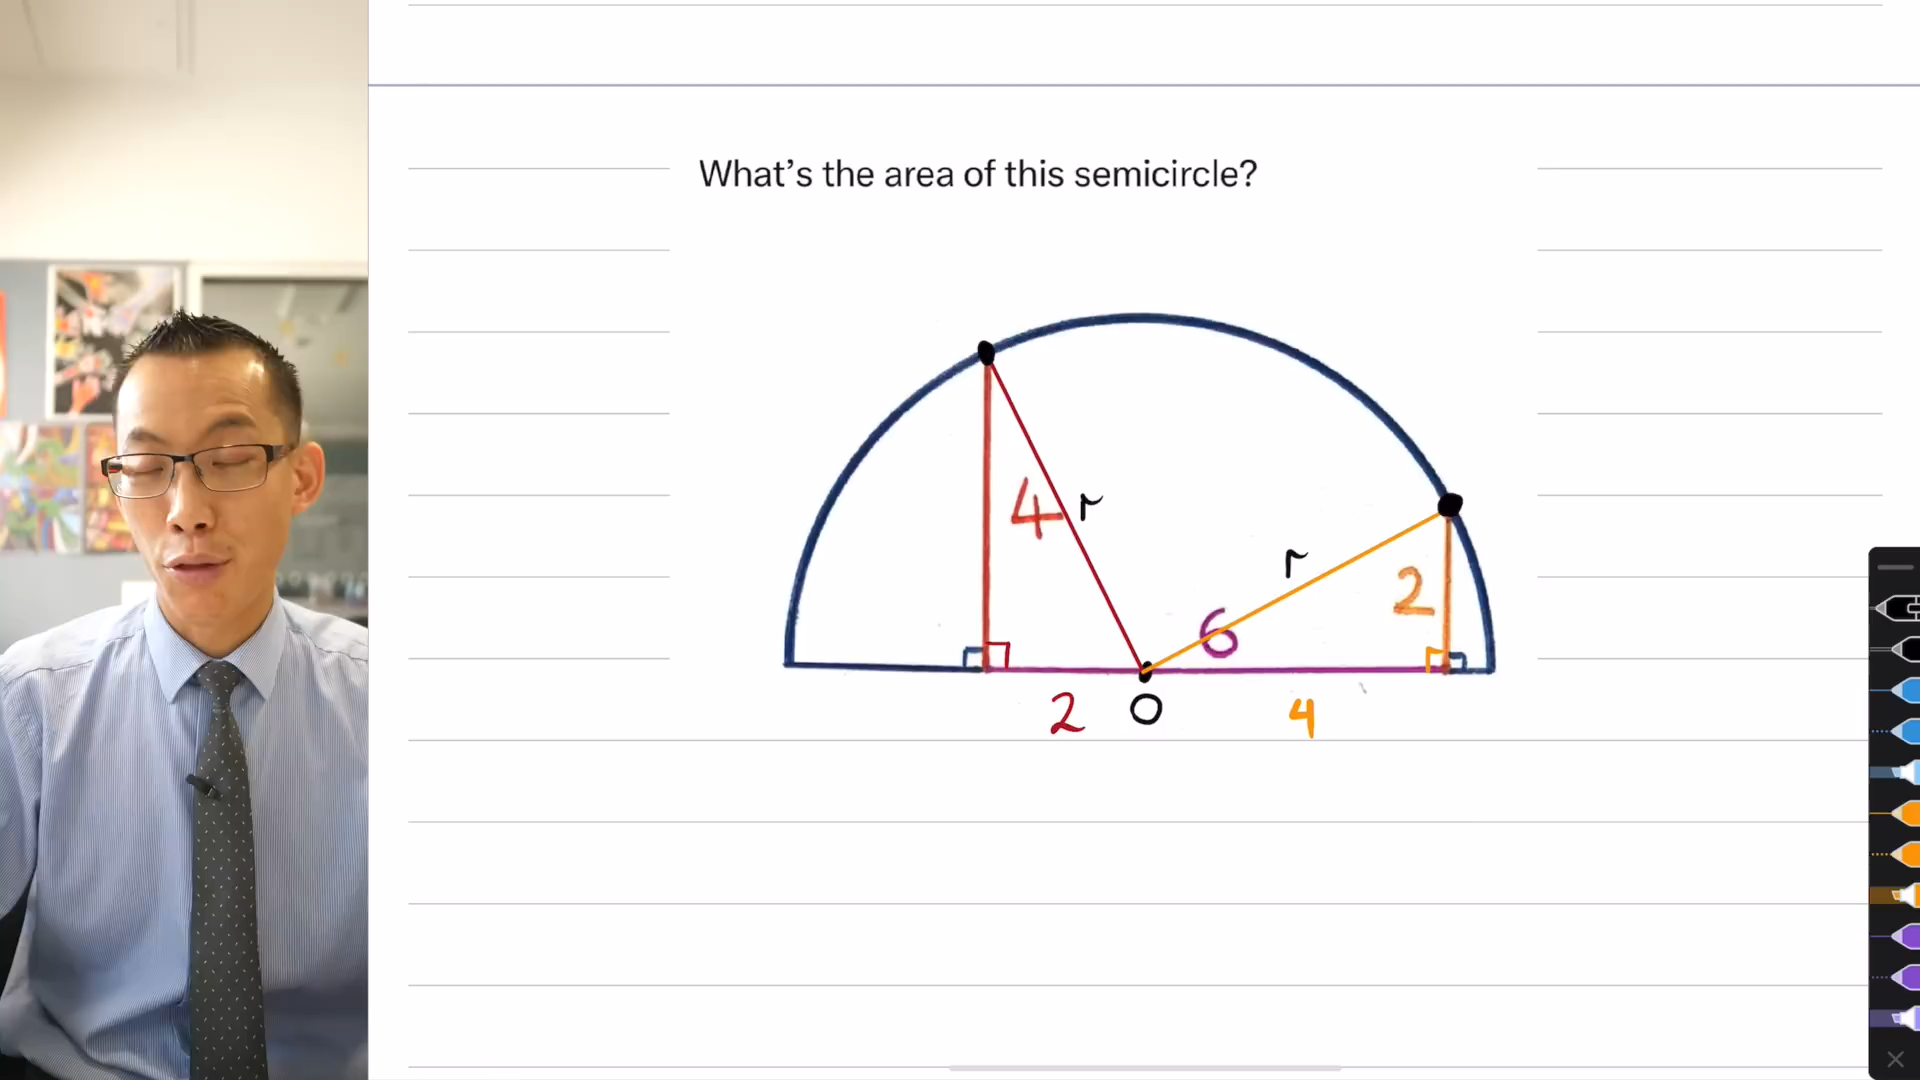 What's the area of this semicircle?
4 r
r
2
6
2 O 4